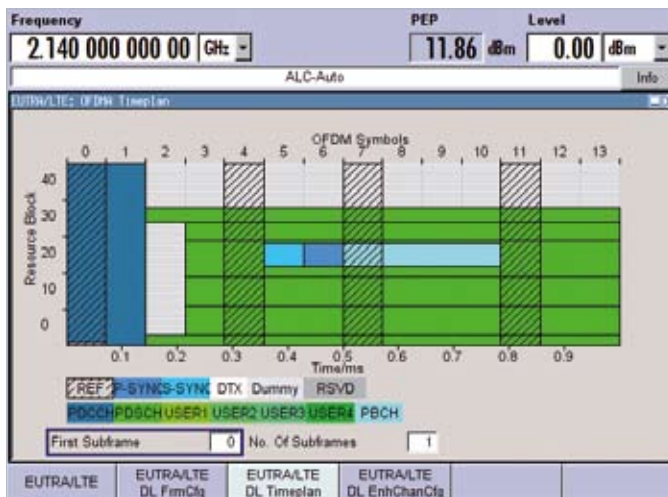 Frequency PEP Level
2.140 000 000 00 GHz 11.86 dBm 0.00 dBm
ALC-Auto Info
EUTRA/LTE: OFDMA Timeplan
OFDM Symbols
0 1 2 3 4 5 6 7 8 9 10 11 12 13
40
30
20
10
0
Resource Block
0.1 0.2 0.3 0.4 0.5 0.6 0.7 0.8 0.9
Time/ms
REF P-SYNC S-SYNC DTX Dummy RSVD
PDCCH PDSCH USER1 USER2 USER3 USER4 PBCH
First Subframe 0 No. Of Subframes 1
EUTRA/LTE EUTRA/LTE DL FrmCfg EUTRA/LTE DL Timeplan EUTRA/LTE DL EnhChanCfg